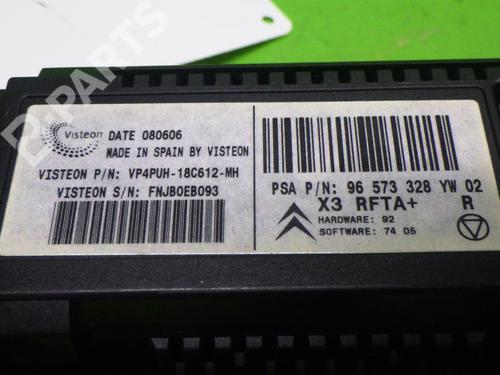 B-PARTS
Visteon DATE 080606
MADE IN SPAIN BY VISTEON
VISTEON P/N: VP4PUH-18C612-MH
VISTEON S/N: FNJB0EB093
PSA P/N: 96 573 328 YW 02
X3 RFTA+ R
HARDWARE: 92
SOFTWARE: 74 05